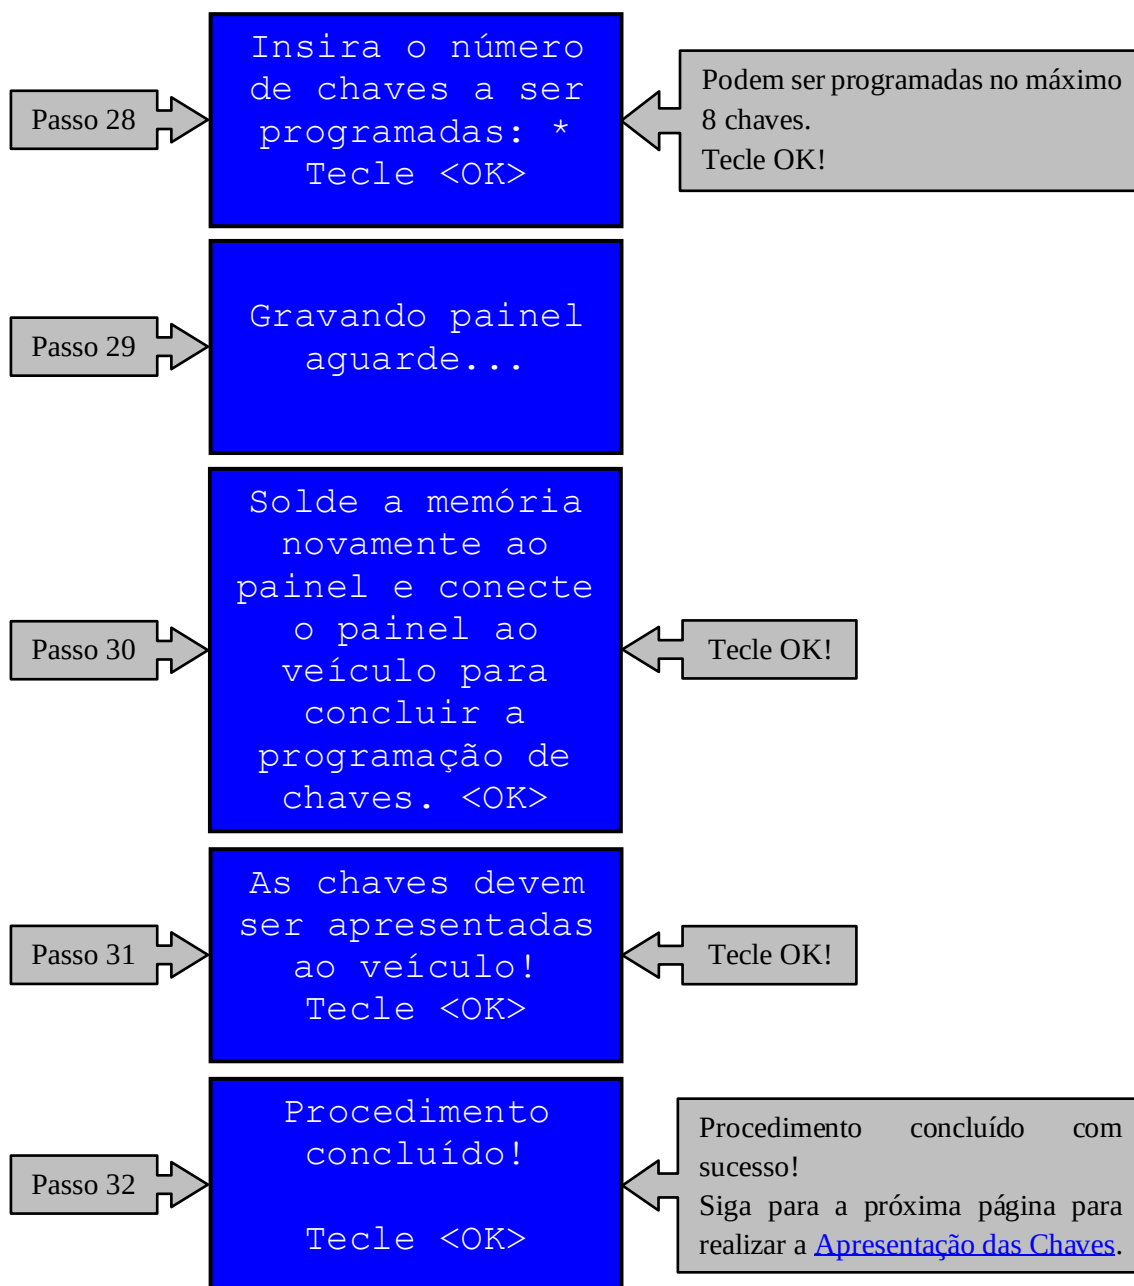 Passo 28
Insira o número
de chaves a ser
programadas: *
Tecle <OK>
Podem ser programadas no máximo
8 chaves.
Tecle OK!
Passo 29
Gravando painel
aguarde...
Passo 30
Solde a memória
novamente ao
painel e conecte
o painel ao
veículo para
concluir a
programação de
chaves. <OK>
Tecle OK!
Passo 31
As chaves devem
ser apresentadas
ao veículo!
Tecle <OK>
Tecle OK!
Passo 32
Procedimento
concluído!
Tecle <OK>
Procedimento concluído com
sucesso!
Siga para a próxima página para
realizar a Apresentação das Chaves.